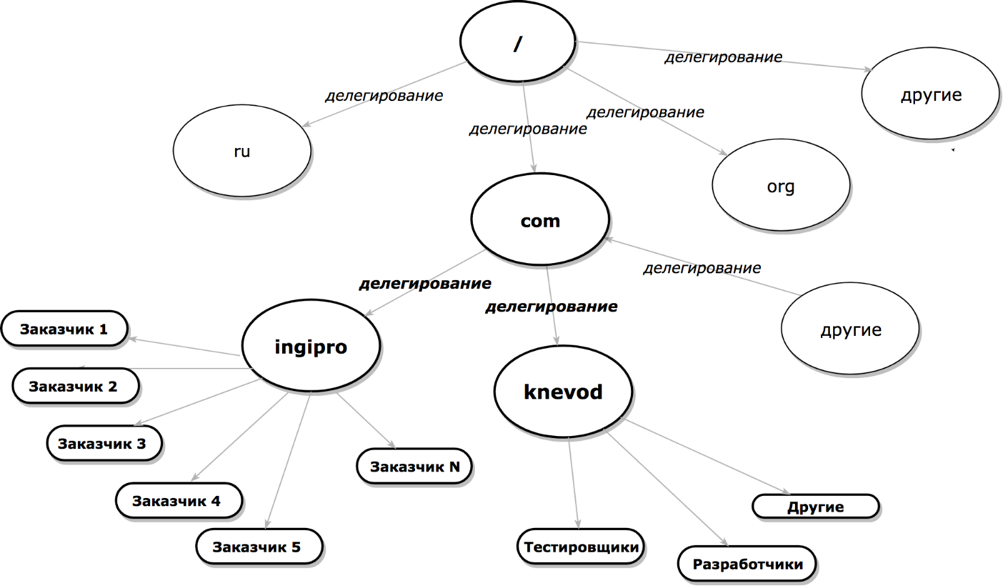 /
делегирование
другие
делегирование
делегирование
делегирование
ru
org
com
делегирование
делегирование
делегирование
другие
Заказчик 1
ingipro
Заказчик 2
knevod
Заказчик 3
Заказчик N
Заказчик 4
Другие
Заказчик 5
Тестировщики
Разработчики